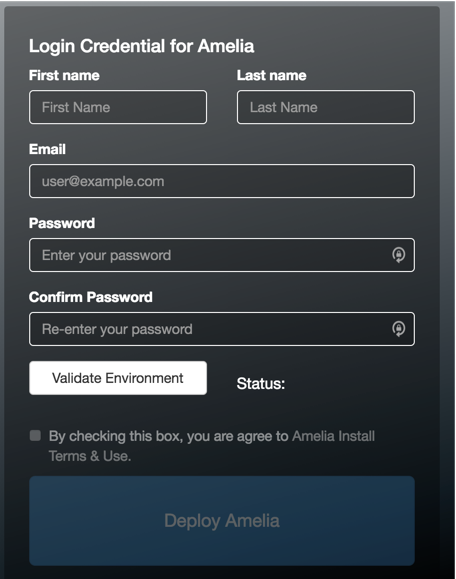 Login Credential for Amelia
First name Last name
First Name Last Name
Email
user@example.com
Password
Enter your password
Confirm Password
Re-enter your password
Validate Environment Status:
By checking this box, you are agree to Amelia Install
Terms & Use.
Deploy Amelia